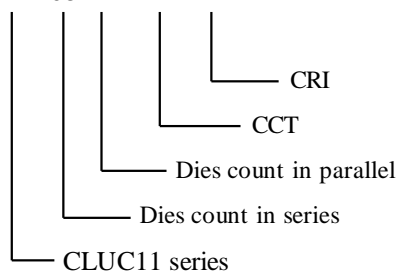 CRI
CCT
Dies count in parallel
Dies count in series
CLUC11 series